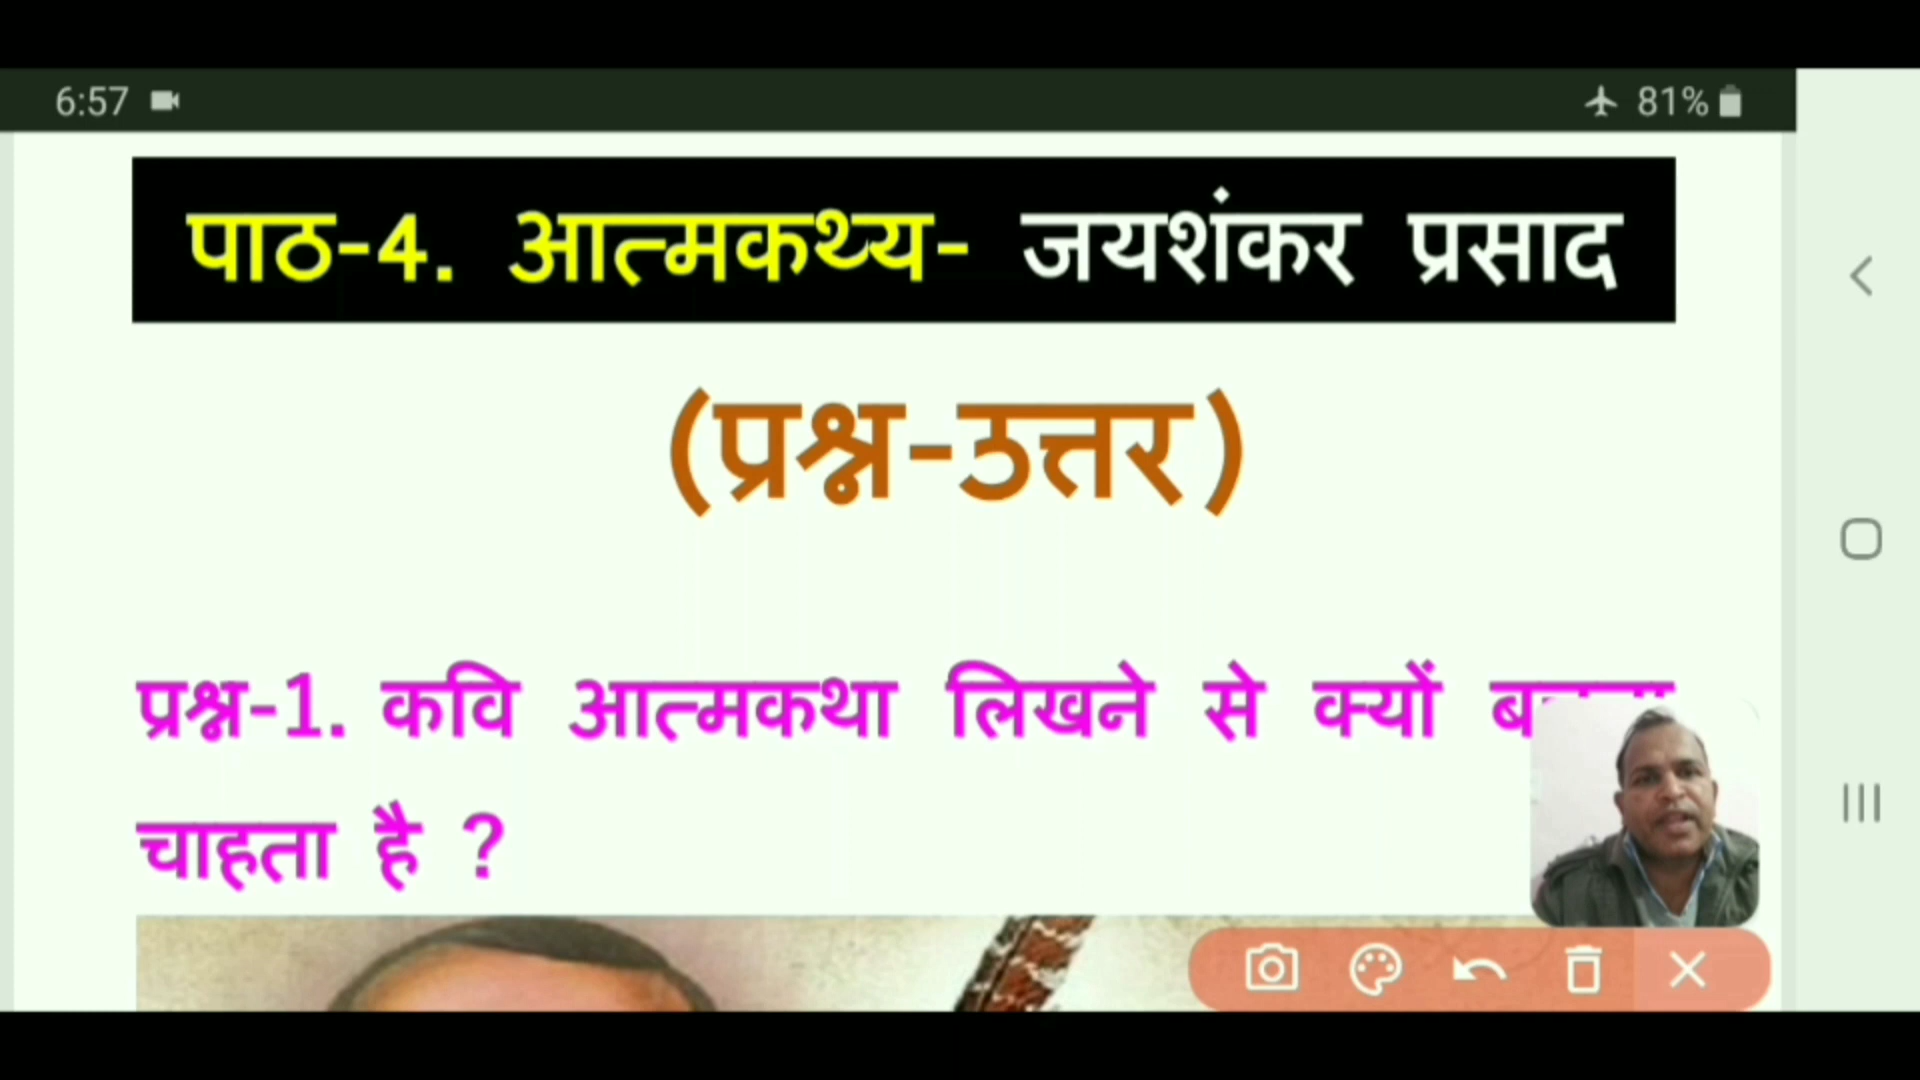 6:57
81%
पाठ-4. आत्मकथ्य- जयशंकर प्रसाद
(प्रश्न-उत्तर)
प्रश्न-1. कवि आत्मकथा लिखने से क्यों
चाहता है ?